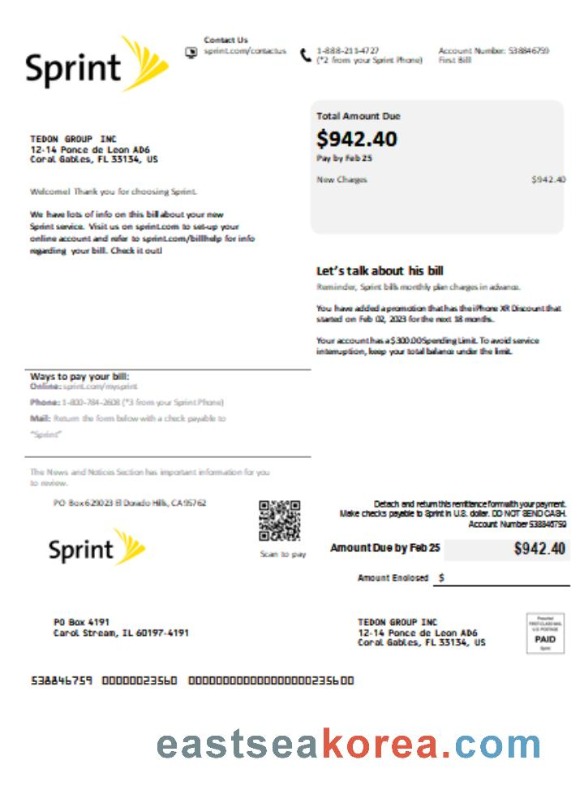 Sprint
Contact Us
sprint.com/contactus
1-888-211-4727
(*2 from your Sprint Phone)
Account Number: 538846759
First Bill
TEDON GROUP INC
12-14 Ponce de Leon AD6
Coral Gables, FL 33134, US
Total Amount Due
$942.40
Pay by Feb 25
New Charges $942.40
Welcome! Thank you for choosing Sprint.
We have lots of info on this bill about your new
Sprint service. Visit us on sprint.com to set-up your
online account and refer to sprint.com/billhelp for info
regarding your bill. Check it out!
Let's talk about his bill
Reminder, Sprint bills monthly plan charges in advance.
You have added a promotion that has the iPhone XR Discount that
started on Feb 02, 2023 for the next 18 months.
Your account has a $300.00 Spending Limit. To avoid service
interruption, keep your total balance under the limit.
Ways to pay your bill:
Online: sprint.com/mysprint
Phone: 1-800-784-2608 (*3 from your Sprint Phone)
Mail: Return the form below with a check payable to
"Sprint"
The News and Notices Section has important information for you
to review.
PO Box 629023 El Dorado Hills, CA 95762
Sprint
Scan to pay
Detach and return this remittance form with your payment.
Make checks payable to Sprint in U.S. dollar. DO NOT SEND CASH.
Account Number 538846759
Amount Due by Feb 25 $942.40
Amount Enclosed $
PO Box 4191
Carol Stream, IL 60197-4191
TEDON GROUP INC
12-14 Ponce de Leon AD6
Coral Gables, FL 33134, US
Presorted
FIRST-CLASS MAIL
U.S. POSTAGE
PAID
Sprint
538846759 00000023560 00000000000000000000235600
eastseakorea.com